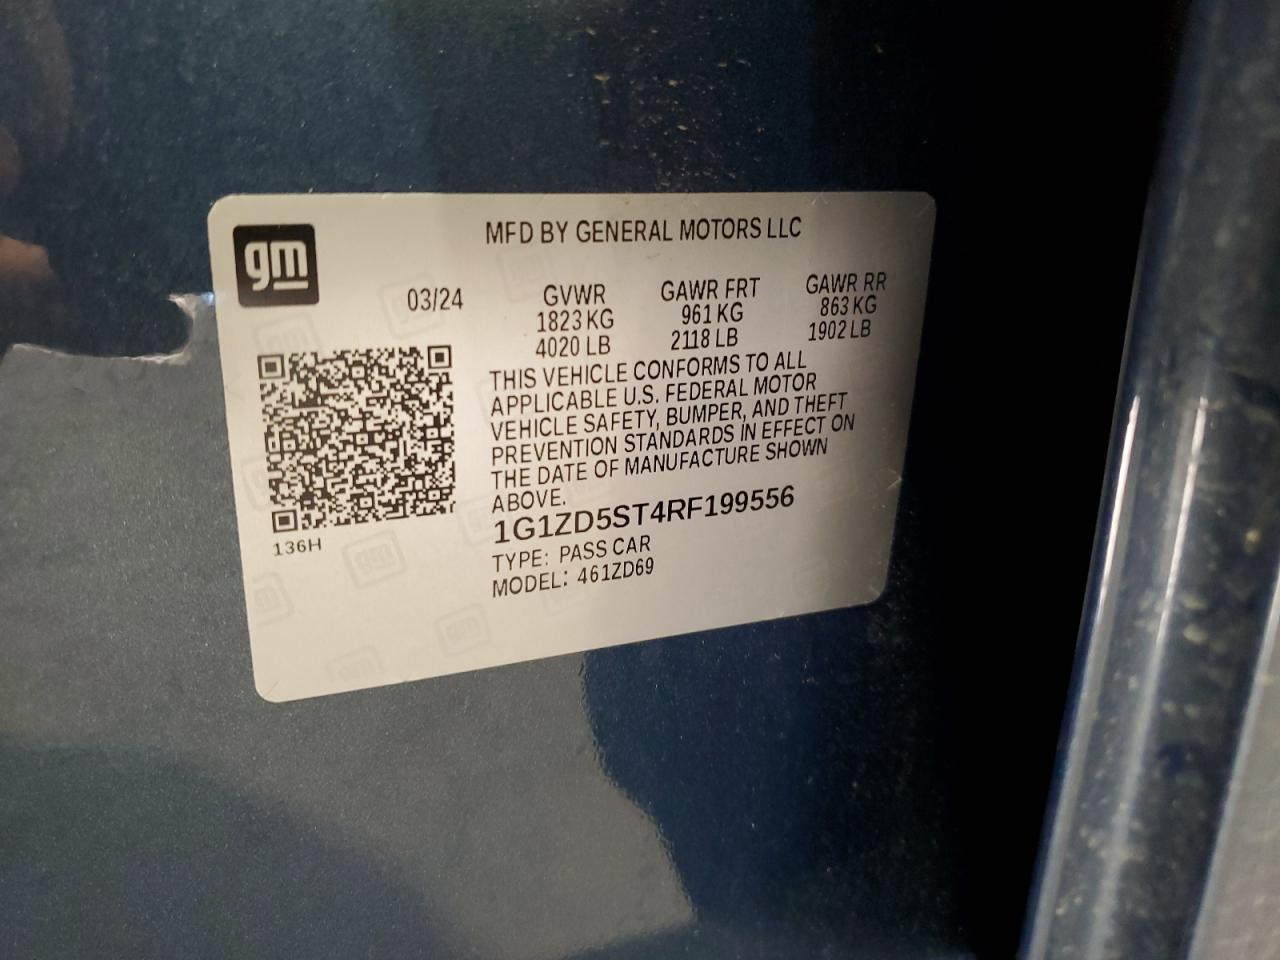 gm
MFD BY GENERAL MOTORS LLC
03/24
GVWR
1823 KG
4020 LB
GAWR FRT
961 KG
2118 LB
GAWR RR
863 KG
1902 LB
THIS VEHICLE CONFORMS TO ALL
APPLICABLE U.S. FEDERAL MOTOR
VEHICLE SAFETY, BUMPER, AND THEFT
PREVENTION STANDARDS IN EFFECT ON
THE DATE OF MANUFACTURE SHOWN
ABOVE.
1G1ZD5ST4RF199556
TYPE: PASS CAR
MODEL: 461ZD69
136H